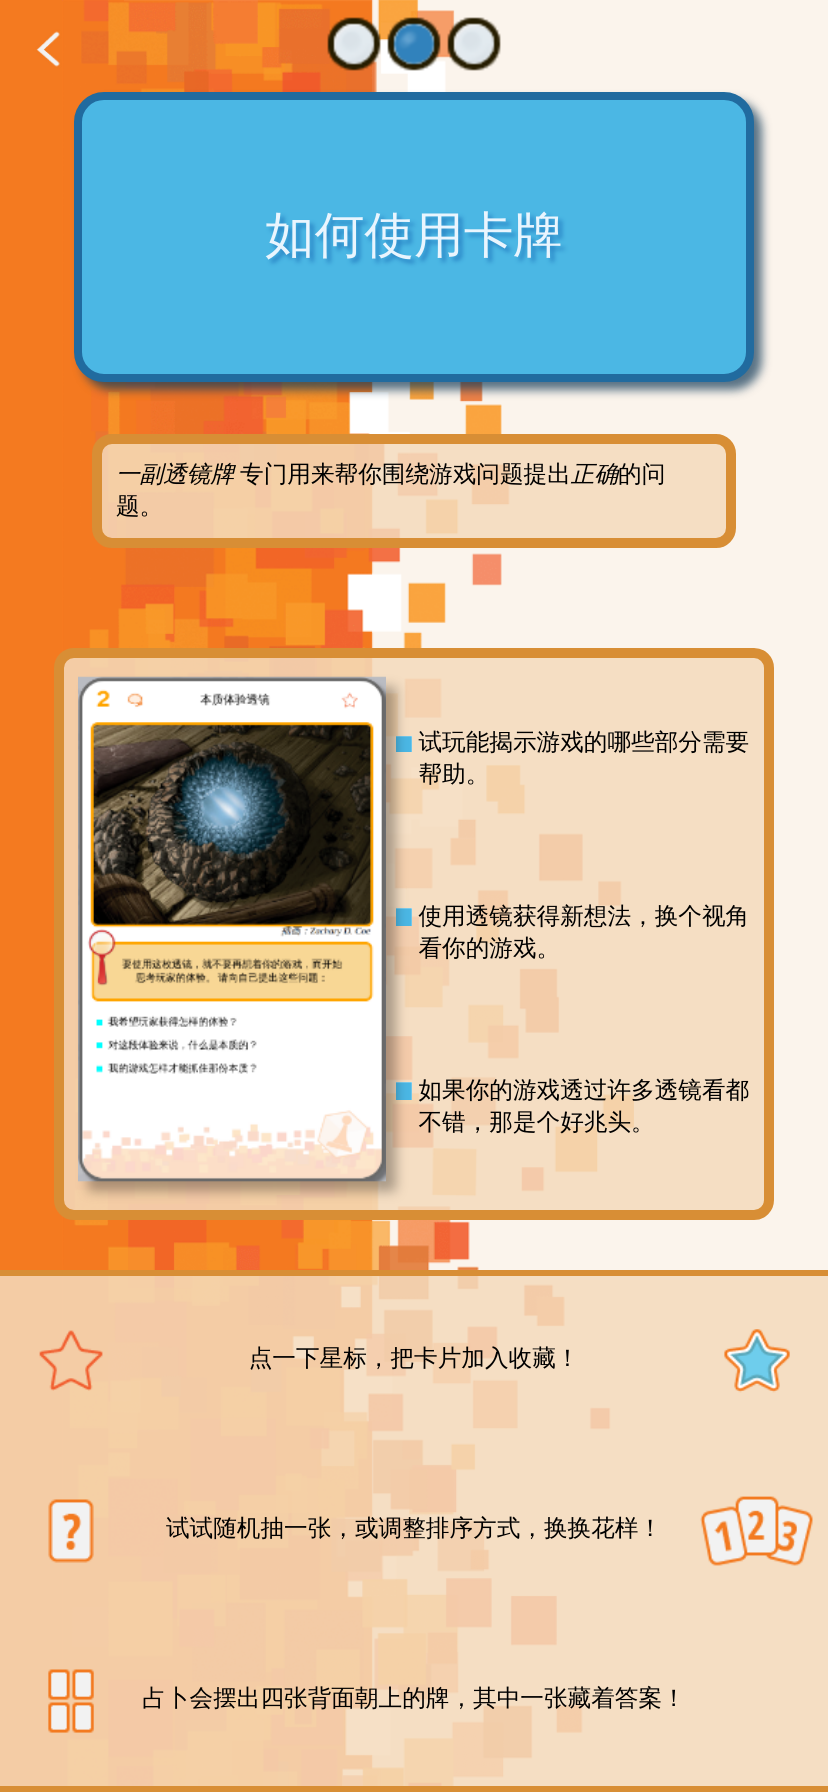 如何使用卡牌
一副透镜牌 专门用来帮你围绕游戏问题提出正确的问
题。
2
本质体验透镜
插画：Zachary D. Coe
要使用这枚透镜，就不要再想着你的游戏，而开始
思考玩家的体验。 请向自己提出这些问题：
我希望玩家获得怎样的体验？
对这段体验来说，什么是本质的？
我的游戏怎样才能抓住那份本质？
试玩能揭示游戏的哪些部分需要
帮助。
使用透镜获得新想法，换个视角
看你的游戏。
如果你的游戏透过许多透镜看都
不错，那是个好兆头。
点一下星标，把卡片加入收藏！
?
试试随机抽一张，或调整排序方式，换换花样！
1 2 3
占卜会摆出四张背面朝上的牌，其中一张藏着答案！